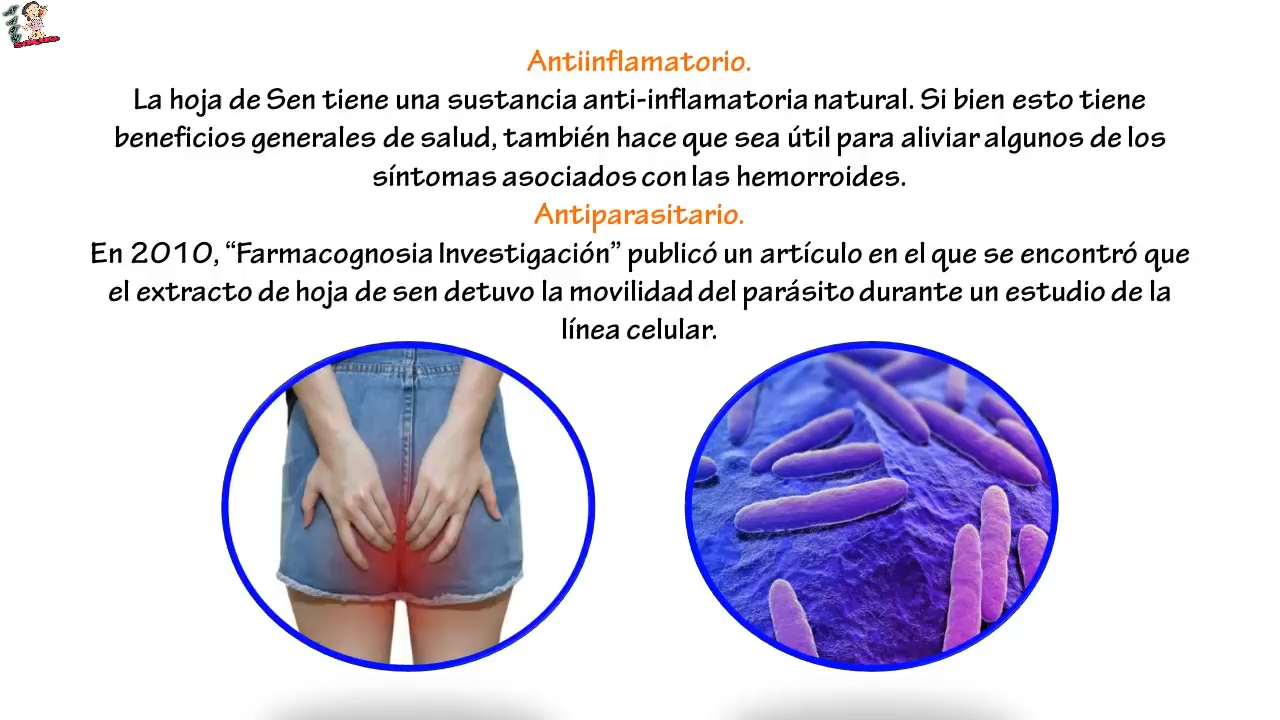 Antiinflamatorio.
La hoja de Sen tiene una sustancia anti-inflamatoria natural. Si bien esto tiene
beneficios generales de salud, también hace que sea útil para aliviar algunos de los
síntomas asociados con las hemorroides.
Antiparasitario.
En 2010, “Farmacognosia Investigación” publicó un artículo en el que se encontró que
el extracto de hoja de sen detuvo la movilidad del parásito durante un estudio de la
línea celular.